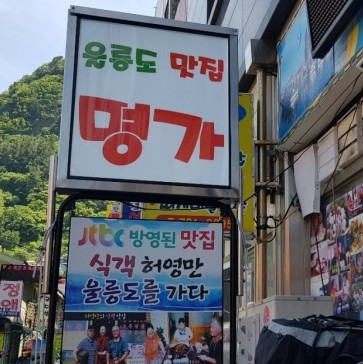 울릉도 맛집
명가
jtbc 방영된 맛집
식객 허영만
울릉도를 가다